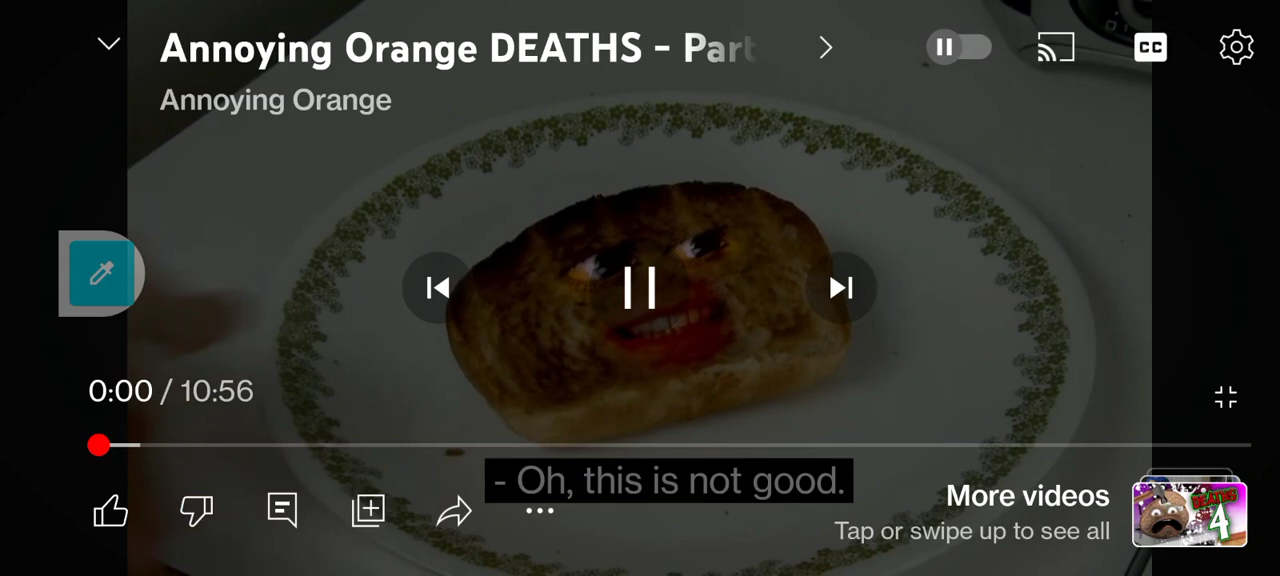 Annoying Orange DEATHS - Part
Annoying Orange
CC
0:00 / 10:56
- Oh, this is not good.
More videos
Tap or swipe up to see all
DEATHS
4